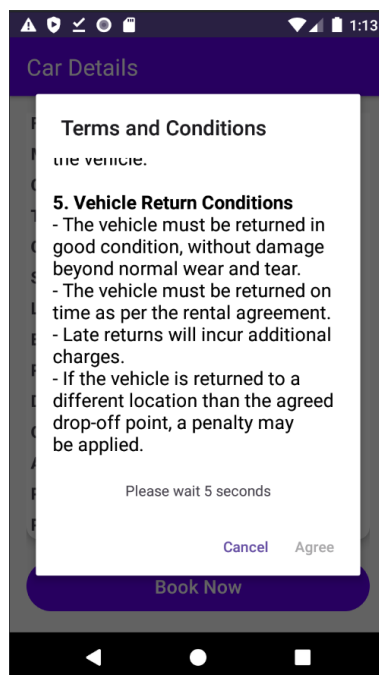 1:13
Car Details
Terms and Conditions
the vehicle.
5. Vehicle Return Conditions
- The vehicle must be returned in
good condition, without damage
beyond normal wear and tear.
- The vehicle must be returned on
time as per the rental agreement.
- Late returns will incur additional
charges.
- If the vehicle is returned to a
different location than the agreed
drop-off point, a penalty may
be applied.
Please wait 5 seconds
Cancel Agree
Book Now